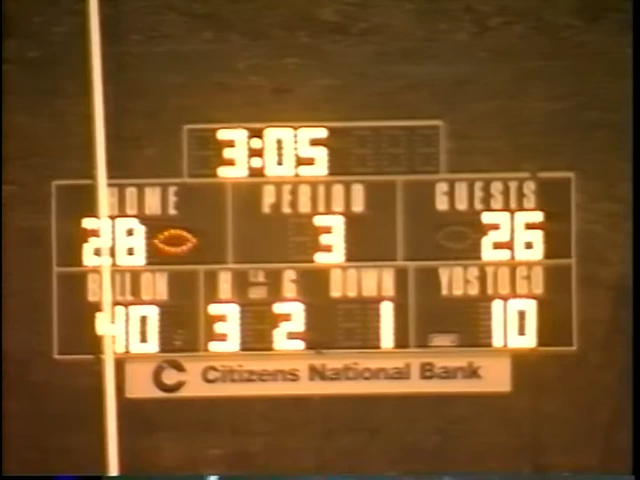 3:05
HOME PERIOD GUESTS
28 3 26
BALL ON H G DOWN YDS TO GO
40 3 2 1 10
C Citizens National Bank